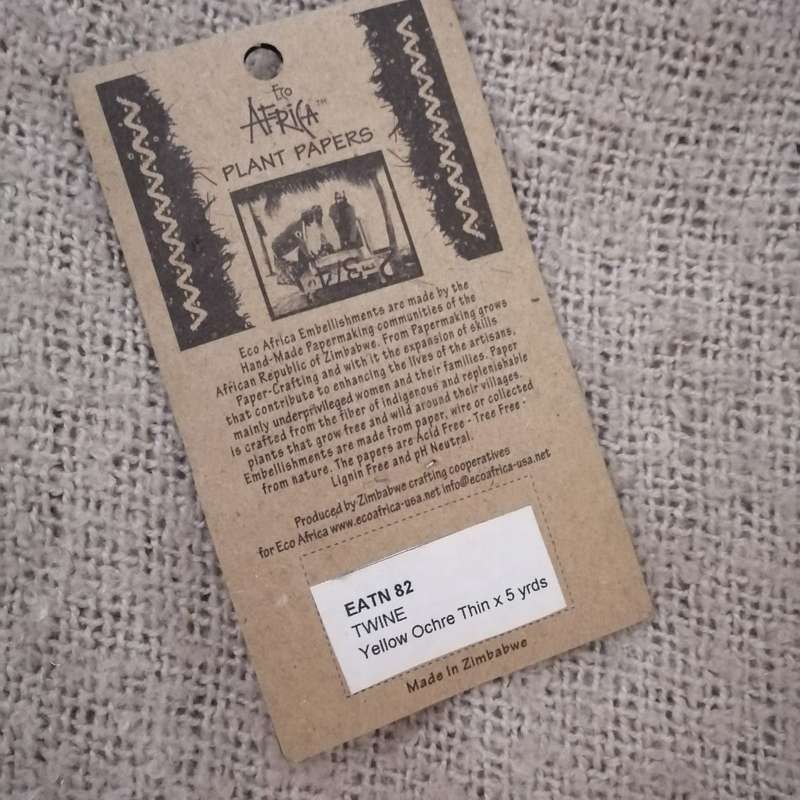 Eco
AFRICA™
PLANT PAPERS
Eco Africa Embellishments are made by the
Hand-Made Papermaking communities of the
African Republic of Zimbabwe. From Papermaking grows
Paper-Crafting and with it the expansion of skills
that contribute to enhancing the lives of the artisans,
mainly underprivileged women and their families. Paper
is crafted from the fiber of indigenous and replenishable
plants that grow free and wild around their villages.
Embellishments are made from paper, wire or collected
from nature. The papers are Acid Free - Tree Free -
Lignin Free and pH Neutral.
Produced by Zimbabwe crafting cooperatives
for Eco Africa www.ecoafrica-usa.net info@ecoafrica-usa.net
EATN 82
TWINE
Yellow Ochre Thin x 5 yrds
Made In Zimbabwe